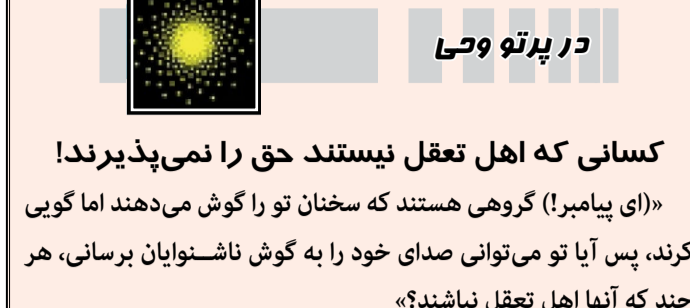 در پرتو وحی
کسانی که اهل تعقل نیستند حق را نمی‌پذیرند!
«(ای پیامبر!) گروهی هستند که سخنان تو را گوش می‌دهند اما گویی
کرند، پس آیا تو می‌توانی صدای خود را به گوش ناشنوایان برسانی، هر
چند که آنها اهل تعقل نباشند؟»